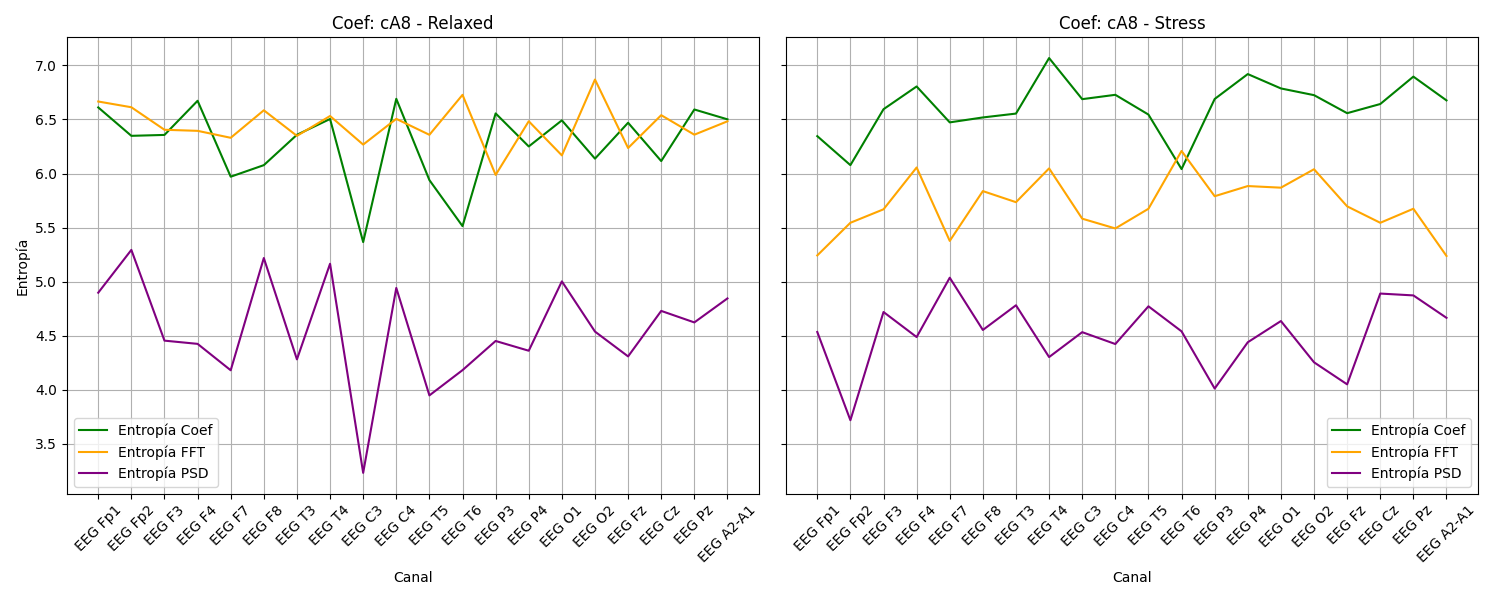 Coef: cA8 - Relaxed
Entropía
7.0
6.5
6.0
5.5
5.0
4.5
4.0
3.5
Entropía Coef
Entropía FFT
Entropía PSD
EEG Fp1
EEG Fp2
EEG F3
EEG F4
EEG F7
EEG F8
EEG T3
EEG T4
EEG C3
EEG C4
EEG T5
EEG T6
EEG P3
EEG P4
EEG O1
EEG O2
EEG Fz
EEG Cz
EEG Pz
EEG A2-A1
Canal
Coef: cA8 - Stress
Entropía Coef
Entropía FFT
Entropía PSD
EEG Fp1
EEG Fp2
EEG F3
EEG F4
EEG F7
EEG F8
EEG T3
EEG T4
EEG C3
EEG C4
EEG T5
EEG T6
EEG P3
EEG P4
EEG O1
EEG O2
EEG Fz
EEG Cz
EEG Pz
EEG A2-A1
Canal